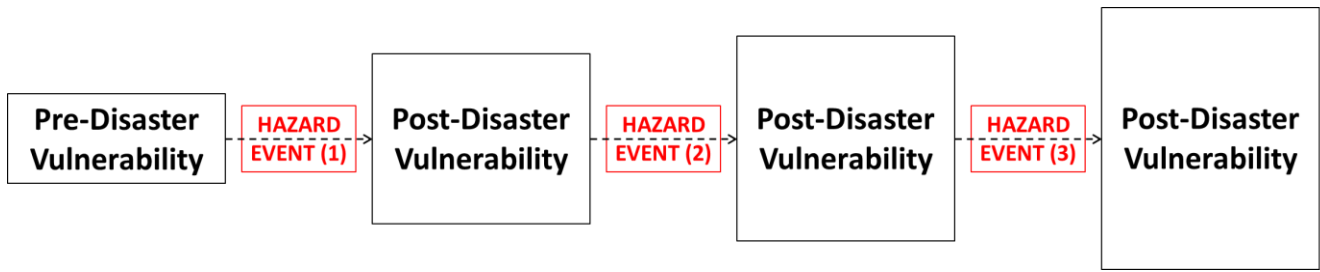 Pre-Disaster
Vulnerability
HAZARD
EVENT (1)
Post-Disaster
Vulnerability
HAZARD
EVENT (2)
Post-Disaster
Vulnerability
HAZARD
EVENT (3)
Post-Disaster
Vulnerability